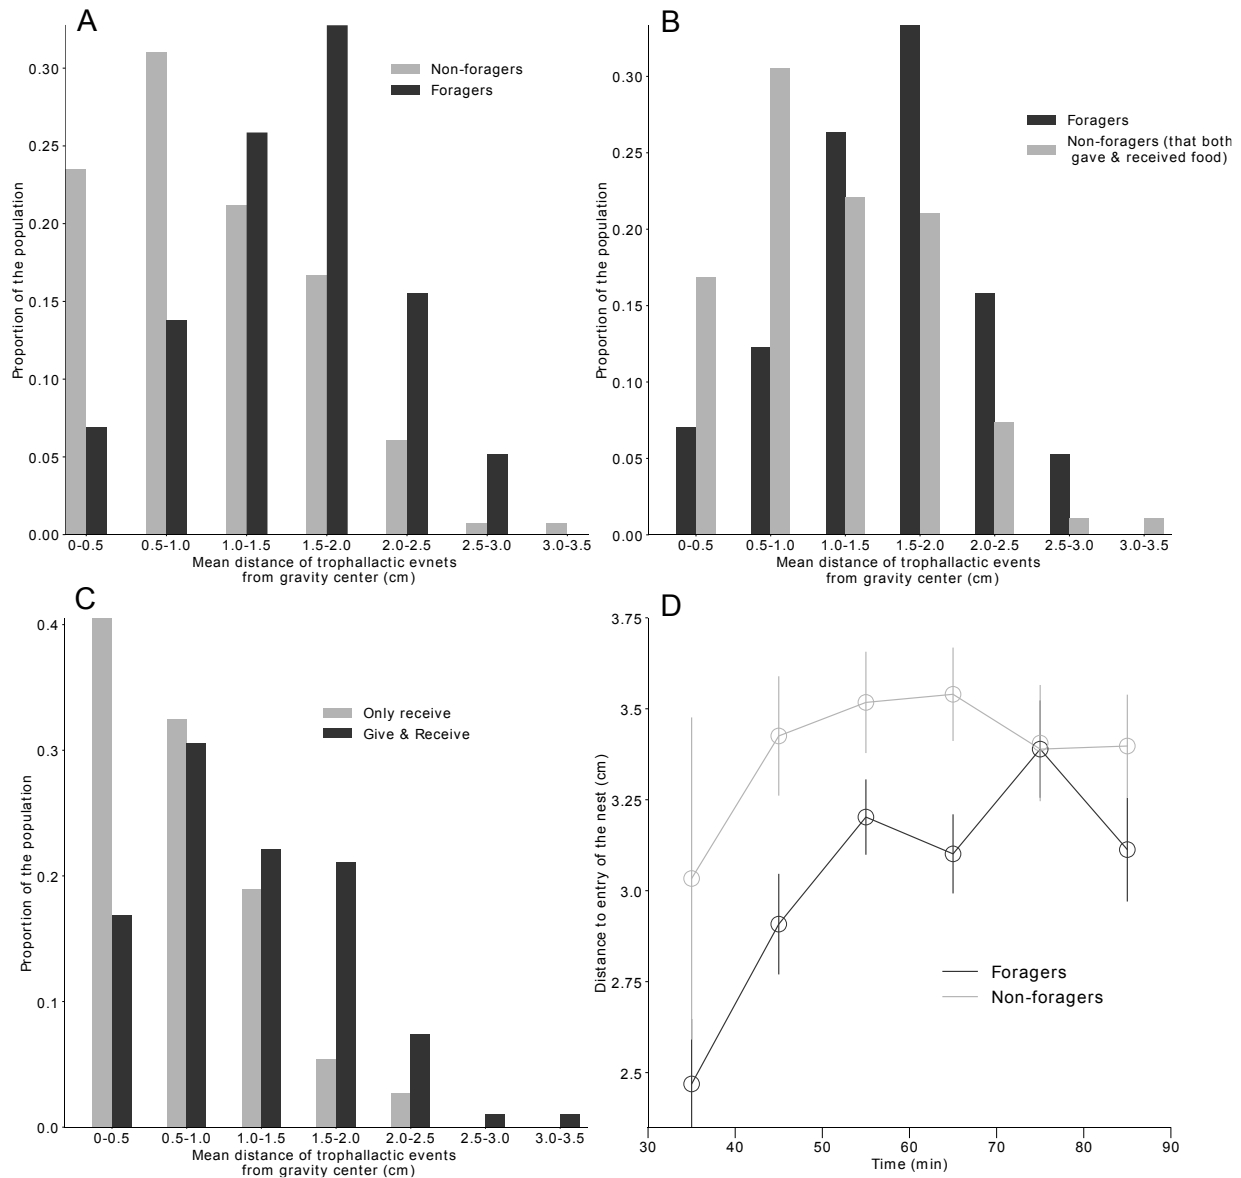 A
Non-foragers
Foragers
Proportion of the population
0.30
0.25
0.20
0.15
0.10
0.05
0.00
0-0.5
0.5-1.0
1.0-1.5
1.5-2.0
2.0-2.5
2.5-3.0
3.0-3.5
Mean distance of trophallactic evnets
from gravity center (cm)
B
Foragers
Non-foragers (that both
gave & received food)
Proportion of the population
0.30
0.25
0.20
0.15
0.10
0.05
0.00
0-0.5
0.5-1.0
1.0-1.5
1.5-2.0
2.0-2.5
2.5-3.0
3.0-3.5
Mean distance of trophallactic events
from gravity center (cm)
C
Only receive
Give & Receive
Proportion of the population
0.4
0.3
0.2
0.1
0.0
0-0.5
0.5-1.0
1.0-1.5
1.5-2.0
2.0-2.5
2.5-3.0
3.0-3.5
Mean distance of trophallactic events
from gravity center (cm)
D
Foragers
Non-foragers
Distance to entry of the nest (cm)
3.75
3.5
3.25
3.0
2.75
2.5
30
40
50
60
70
80
90
Time (min)